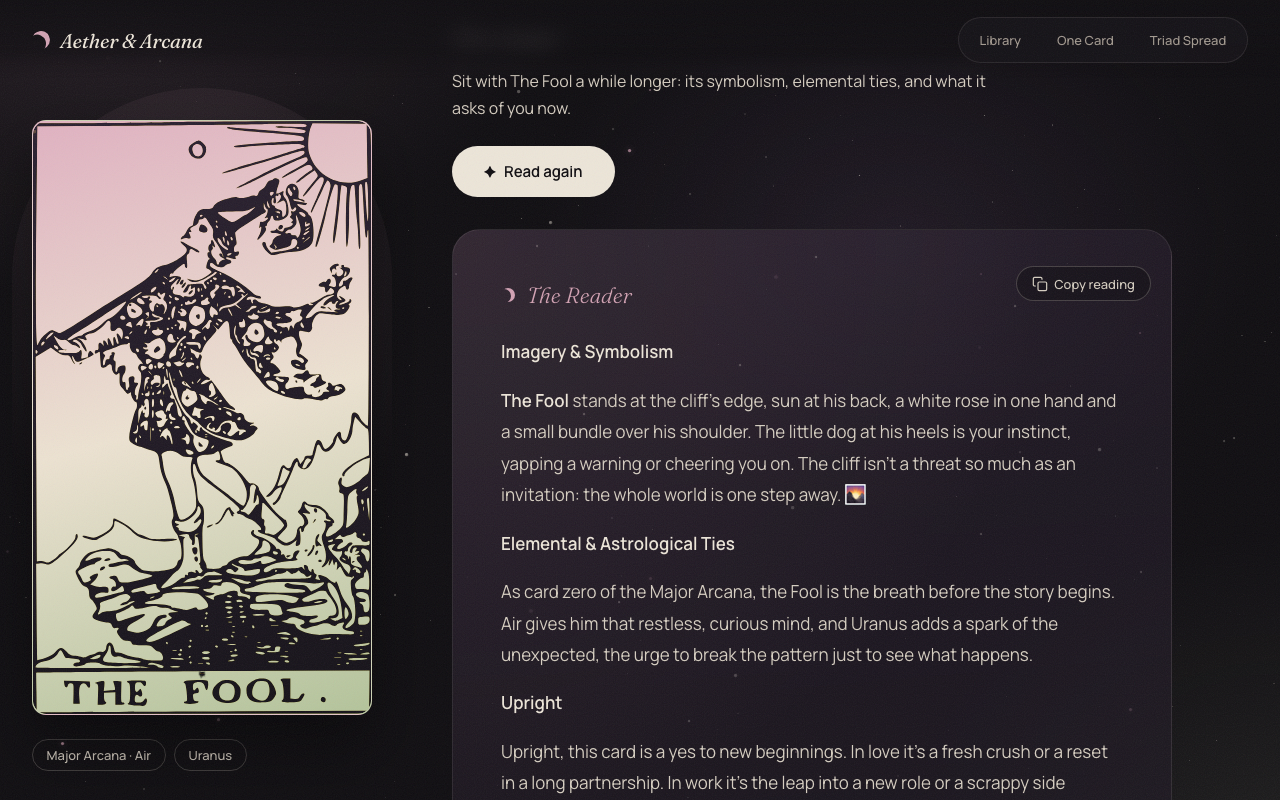 Aether & Arcana
Library
One Card
Triad Spread
Sit with The Fool a while longer: its symbolism, elemental ties, and what it
asks of you now.
Read again
The Reader
Copy reading
Imagery & Symbolism
The Fool stands at the cliff's edge, sun at his back, a white rose in one hand and
a small bundle over his shoulder. The little dog at his heels is your instinct,
yapping a warning or cheering you on. The cliff isn't a threat so much as an
invitation: the whole world is one step away. 🌄
Elemental & Astrological Ties
As card zero of the Major Arcana, the Fool is the breath before the story begins.
Air gives him that restless, curious mind, and Uranus adds a spark of the
unexpected, the urge to break the pattern just to see what happens.
Upright
Upright, this card is a yes to new beginnings. In love it's a fresh crush or a reset
in a long partnership. In work it's the leap into a new role or a scrappy side
0
THE FOOL.
Major Arcana · Air
Uranus